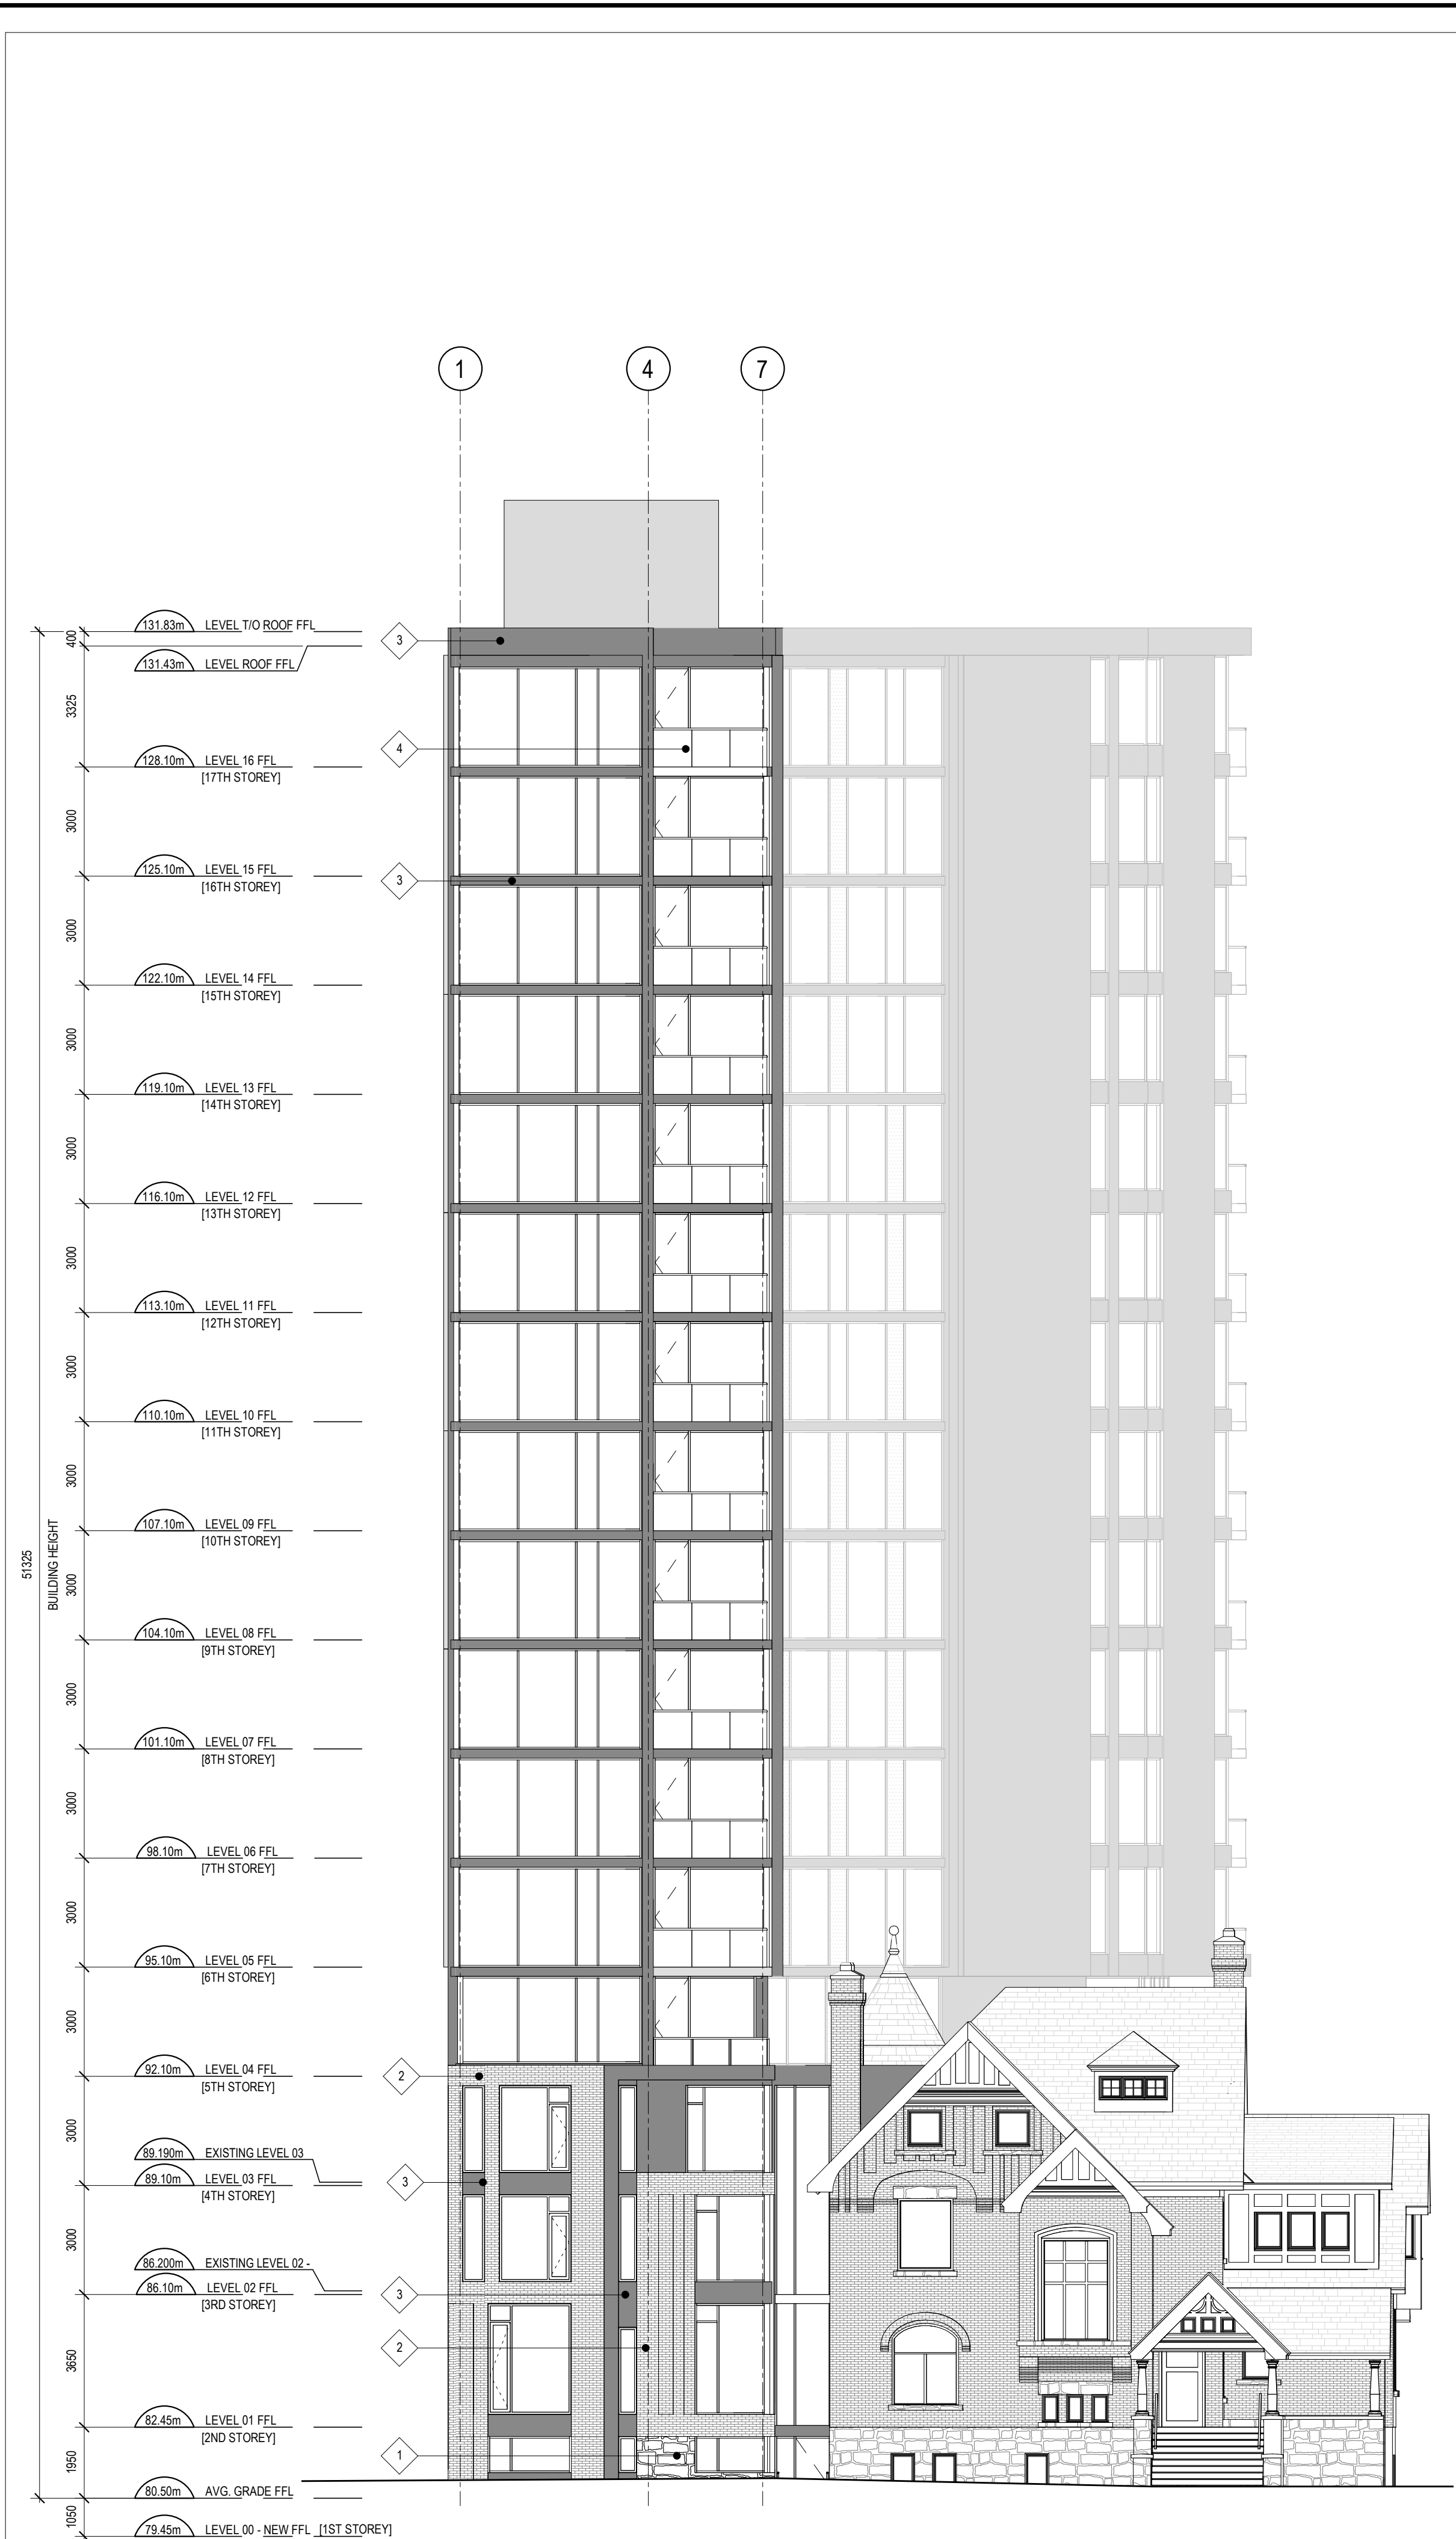 1 4 7
131.83m LEVEL T/O ROOF FFL
400
3
131.43m LEVEL ROOF FFL
3325
4
128.10m LEVEL 16 FFL
[17TH STOREY]
3000
125.10m LEVEL 15 FFL
[16TH STOREY]
3
3000
122.10m LEVEL 14 FFL
[15TH STOREY]
3000
119.10m LEVEL 13 FFL
[14TH STOREY]
3000
116.10m LEVEL 12 FFL
[13TH STOREY]
3000
113.10m LEVEL 11 FFL
[12TH STOREY]
3000
110.10m LEVEL 10 FFL
[11TH STOREY]
3000
107.10m LEVEL 09 FFL
[10TH STOREY]
51325
BUILDING HEIGHT
3000
104.10m LEVEL 08 FFL
[9TH STOREY]
3000
101.10m LEVEL 07 FFL
[8TH STOREY]
3000
98.10m LEVEL 06 FFL
[7TH STOREY]
3000
95.10m LEVEL 05 FFL
[6TH STOREY]
3000
92.10m LEVEL 04 FFL
[5TH STOREY]
2
3000
89.190m EXISTING LEVEL 03
89.10m LEVEL 03 FFL
[4TH STOREY]
3
3000
86.200m EXISTING LEVEL 02 -
86.10m LEVEL 02 FFL
[3RD STOREY]
3
2
3650
82.45m LEVEL 01 FFL
[2ND STOREY]
1
1950
80.50m AVG. GRADE FFL
1050
79.45m LEVEL 00 - NEW FFL [1ST STOREY]